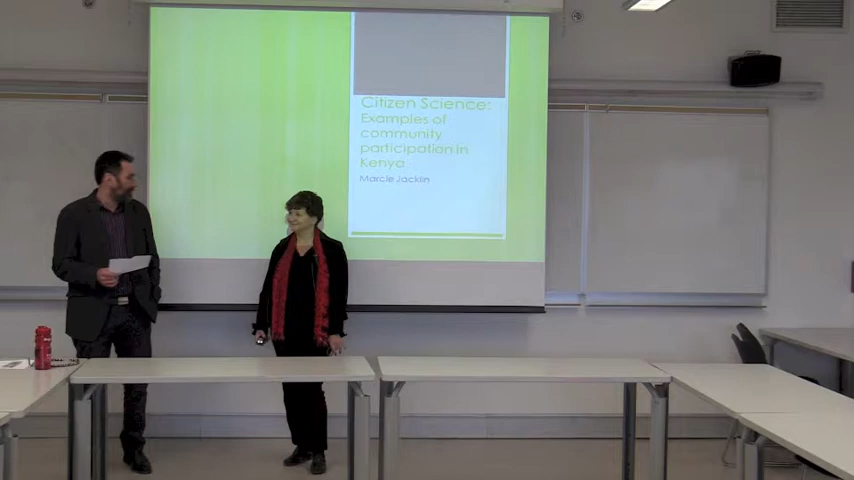 Citizen Science:
Examples of
community
participation in
Kenya
Marcie Jacklin